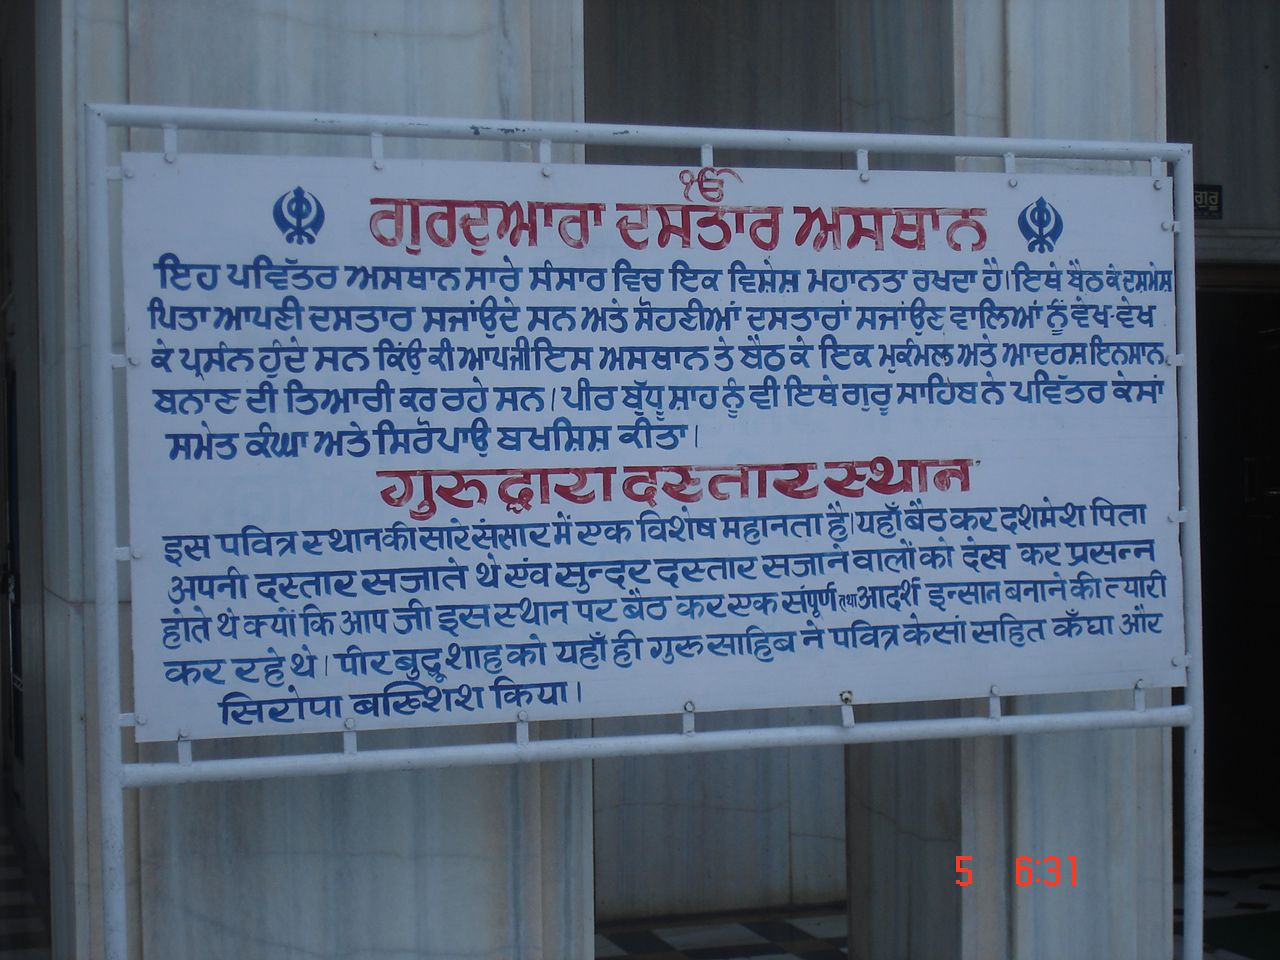 ੴ
ਗੁਰਦੁਆਰਾ ਦਸਤਾਰ ਅਸਥਾਨ
ਇਹ ਪਵਿੱਤਰ ਅਸਥਾਨ ਸਾਰੇ ਸੰਸਾਰ ਵਿਚ ਇਕ ਵਿਸ਼ੇਸ਼ ਮਹਾਨਤਾ ਰਖਦਾ ਹੈ। ਇਥੇ ਬੈਠ ਕੇ ਦਸਮੇਸ਼
ਪਿਤਾ ਆਪਣੀ ਦਸਤਾਰ ਸਜਾਂਉਦੇ ਸਨ ਅਤੇ ਸੋਹਣੀਆਂ ਦਸਤਾਰਾਂ ਸਜਾਂਉਣ ਵਾਲਿਆਂ ਨੂੰ ਵੇਖ-ਵੇਖ
ਕੇ ਪ੍ਰਸੰਨ ਹੁੰਦੇ ਸਨ ਕਿਂਉ ਕੀ ਆਪਜੀ ਇਸ ਅਸਥਾਨ ਤੇ ਬੈਠ ਕੇ ਇਕ ਮੁਕੰਮਲ ਅਤੇ ਆਦਰਸ਼ ਇਨਸਾਨ
ਬਨਾਣ ਦੀ ਤਿਆਰੀ ਕਰ ਰਹੇ ਸਨ। ਪੀਰ ਬੁੱਧੂ ਸ਼ਾਹ ਨੂੰ ਵੀ ਇਥੇ ਗੁਰੂ ਸਾਹਿਬ ਨੇ ਪਵਿੱਤਰ ਕੇਸਾਂ
ਸਮੇਤ ਕੰਘਾ ਅਤੇ ਸਿਰੋਪਾਉ ਬਖਸ਼ਿਸ਼ ਕੀਤਾ।
गुरुद्वारा दस्तार स्थान
इस पवित्र स्थान की सारे संसार में एक विशेष महानता है। यहाँ बैठ कर दशमेश पिता
अपनी दस्तार सजाते थे एंव सुन्दर दस्तार सजाने वालों को देख कर प्रसन्न
होते थे क्यों कि आप जी इस स्थान पर बैठ कर एक संपूर्ण तथा आदर्श इन्सान बनाने की त्यारी
कर रहे थे। पीर बुद्धू शाह को यहाँ ही गुरु साहिब ने पवित्र केसां सहित कँघा और
सिरोपा बख्शिश किया।
ਗੁਰੂ
5 6:31